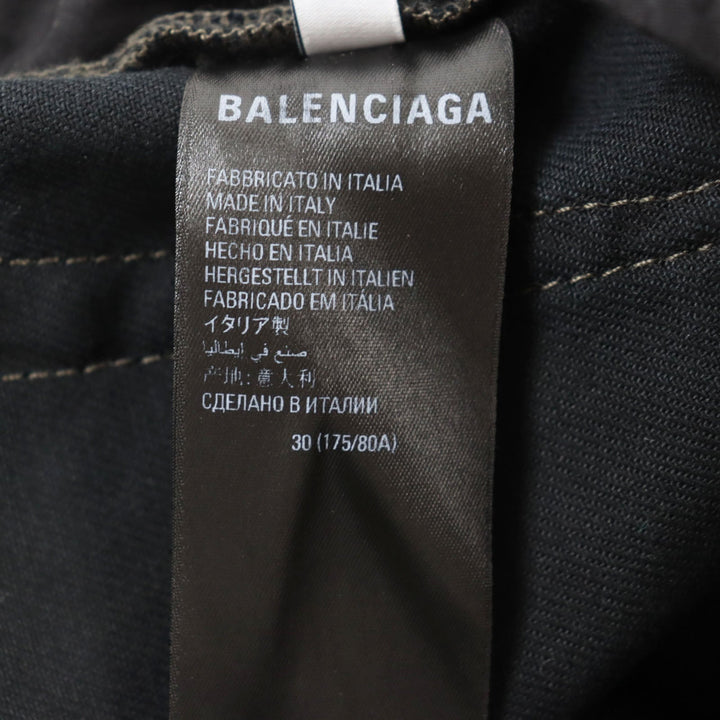 BALENCIAGA
FABBRICATO IN ITALIA
MADE IN ITALY
FABRIQUÉ EN ITALIE
HECHO EN ITALIA
HERGESTELLT IN ITALIEN
FABRICADO EM ITÁLIA
イタリア製
صنع في ايطاليا
产地: 意大利
СДЕЛАНО В ИТАЛИИ
30 (175/80A)